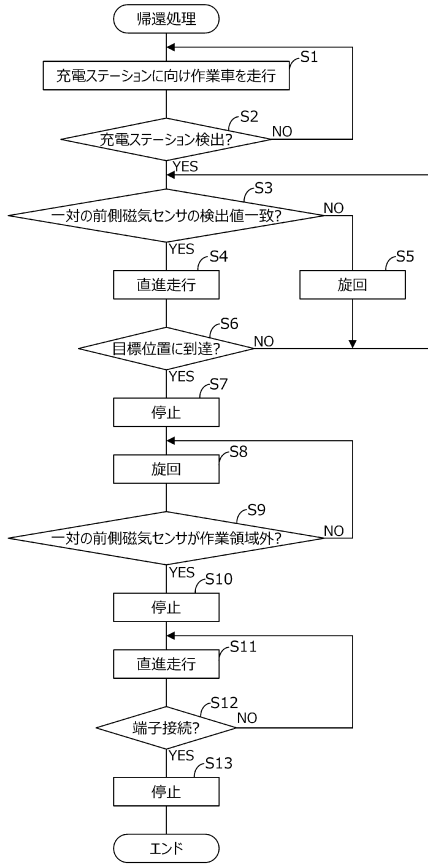 帰還処理
S1
充電ステーションに向け作業車を走行
S2
充電ステーション検出?
NO
YES
S3
一対の前側磁気センサの検出値一致?
NO
YES
S4
直進走行
S5
旋回
S6
目標位置に到達?
NO
YES
S7
停止
S8
旋回
S9
一対の前側磁気センサが作業領域外?
NO
YES
S10
停止
S11
直進走行
S12
端子接続?
NO
YES
S13
停止
エンド